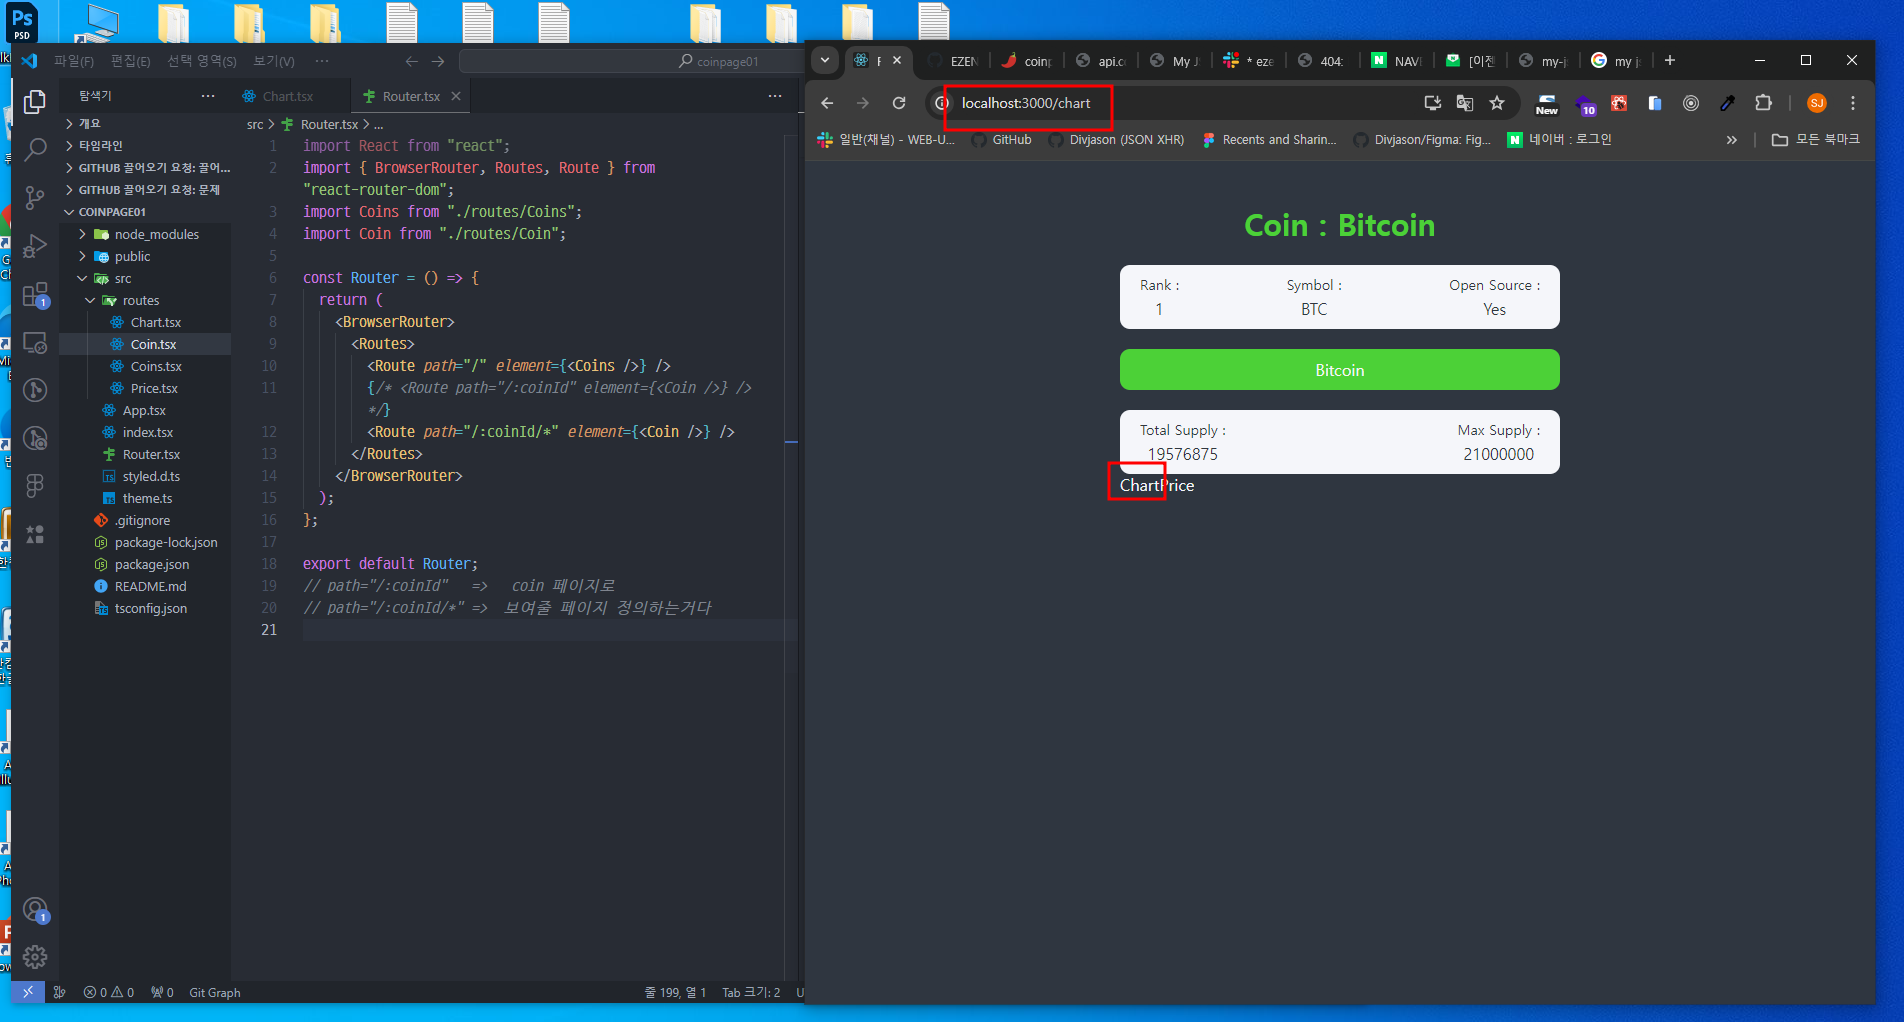 Ps
PSD
파일(F) 편집(E) 선택 영역(S) 보기(V) ···
coinpage01
탐색기 ···
Chart.tsx
Router.tsx
src > Router.tsx > ...
개요
타임라인
GITHUB 끌어오기 요청: 끌어...
GITHUB 끌어오기 요청: 문제
COINPAGE01
node_modules
public
src
routes
Chart.tsx
Coin.tsx
Coins.tsx
Price.tsx
App.tsx
index.tsx
Router.tsx
styled.d.ts
theme.ts
.gitignore
package-lock.json
package.json
README.md
tsconfig.json
1 import React from "react";
2 import { BrowserRouter, Routes, Route } from
"react-router-dom";
3 import Coins from "./routes/Coins";
4 import Coin from "./routes/Coin";
5
6 const Router = () => {
7 return (
8 <BrowserRouter>
9 <Routes>
10 <Route path="/" element={<Coins />} />
11 {/* <Route path="/:coinId" element={<Coin />} />
*/}
12 <Route path="/:coinId/*" element={<Coin />} />
13 </Routes>
14 </BrowserRouter>
15 );
16 };
17
18 export default Router;
19 // path="/:coinId" => coin 페이지로
20 // path="/:coinId/*" => 보여줄 페이지 정의하는거다
21
1
1
0 0 0 Git Graph
줄 199, 열 1 Tab 크기: 2 U
EZEN
coinp
api.c
My J
* eze
404:
NAVE
[이젠
my-j
my js
localhost:3000/chart
New
10
SJ
일반(채널) - WEB-U...
GitHub
Divjason (JSON XHR)
Recents and Sharin...
Divjason/Figma: Fig...
네이버 : 로그인
모든 북마크
Coin : Bitcoin
Rank : Symbol : Open Source :
1 BTC Yes
Bitcoin
Total Supply : Max Supply :
19576875 21000000
ChartPrice